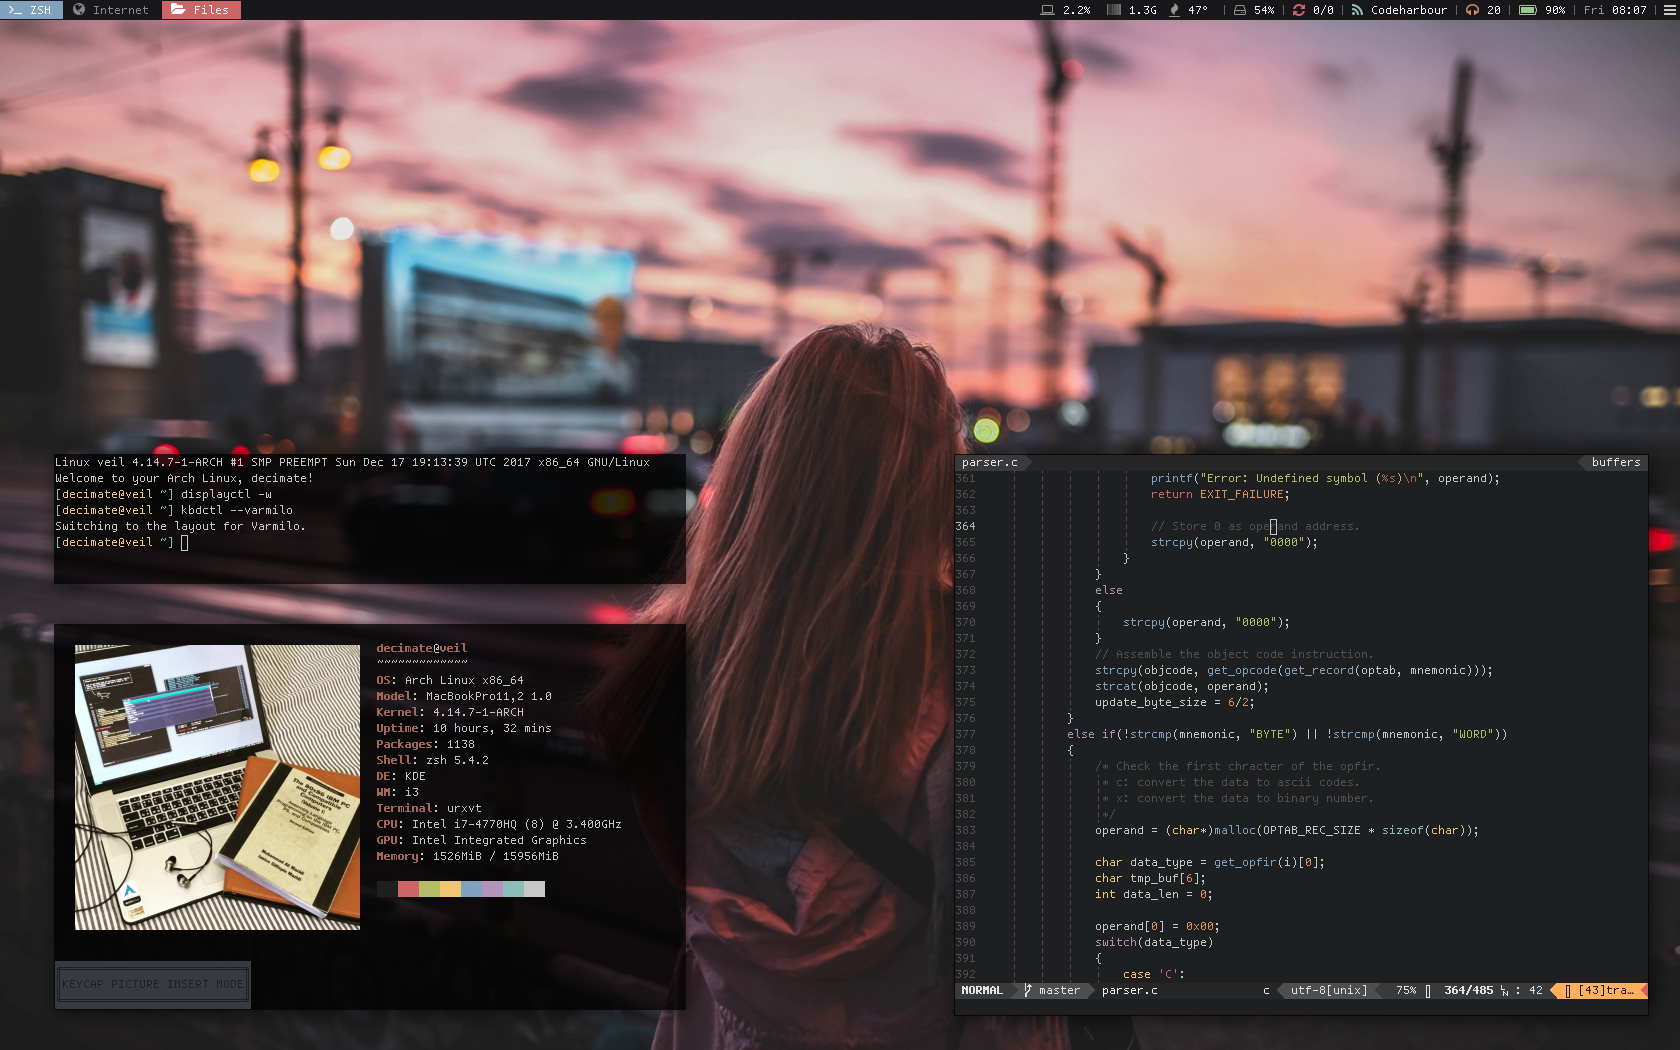 ZSH Internet Files 2.2% 1.3G 47° | 54% | 0/0 | Codeharbour | 20 | 90% | Fri 08:07 |
Linux veil 4.14.7-1-ARCH #1 SMP PREEMPT Sun Dec 17 19:13:39 UTC 2017 x86_64 GNU/Linux
Welcome to your Arch Linux, decimate!
[decimate@veil ~] displayctl -w
[decimate@veil ~] kbdctl --varmilo
Switching to the layout for Varmilo.
[decimate@veil ~]
decimate@veil
~~~~~~~~~~~~~
OS: Arch Linux x86_64
Model: MacBookPro11,2 1.0
Kernel: 4.14.7-1-ARCH
Uptime: 10 hours, 32 mins
Packages: 1138
Shell: zsh 5.4.2
DE: KDE
WM: i3
Terminal: urxvt
CPU: Intel i7-4770HQ (8) @ 3.400GHz
GPU: Intel Integrated Graphics
Memory: 1526MiB / 15956MiB
The 80x86 IBM PC
and Compatible
Computers
KEYCAP PICTURE INSERT MODE
parser.c buffers
361 printf("Error: Undefined symbol (%s)\n", operand);
362 return EXIT_FAILURE;
363
364 // Store 0 as operand address.
365 strcpy(operand, "0000");
366 }
367 }
368 else
369 {
370 strcpy(operand, "0000");
371 }
372 // Assemble the object code instruction.
373 strcpy(objcode, get_opcode(get_record(optab, mnemonic)));
374 strcat(objcode, operand);
375 update_byte_size = 6/2;
376 }
377 else if(!strcmp(mnemonic, "BYTE") || !strcmp(mnemonic, "WORD"))
378 {
379 /* Check the first chracter of the opfir.
380 * c: convert the data to ascii codes.
381 * x: convert the data to binary number.
382 */
383 operand = (char*)malloc(OPTAB_REC_SIZE * sizeof(char));
384
385 char data_type = get_opfir(i)[0];
386 char tmp_buf[6];
387 int data_len = 0;
388
389 operand[0] = 0x00;
390 switch(data_type)
391 {
392 case 'C':
NORMAL master parser.c c utf-8[unix] 75% 364/485 : 42 [43]tra…